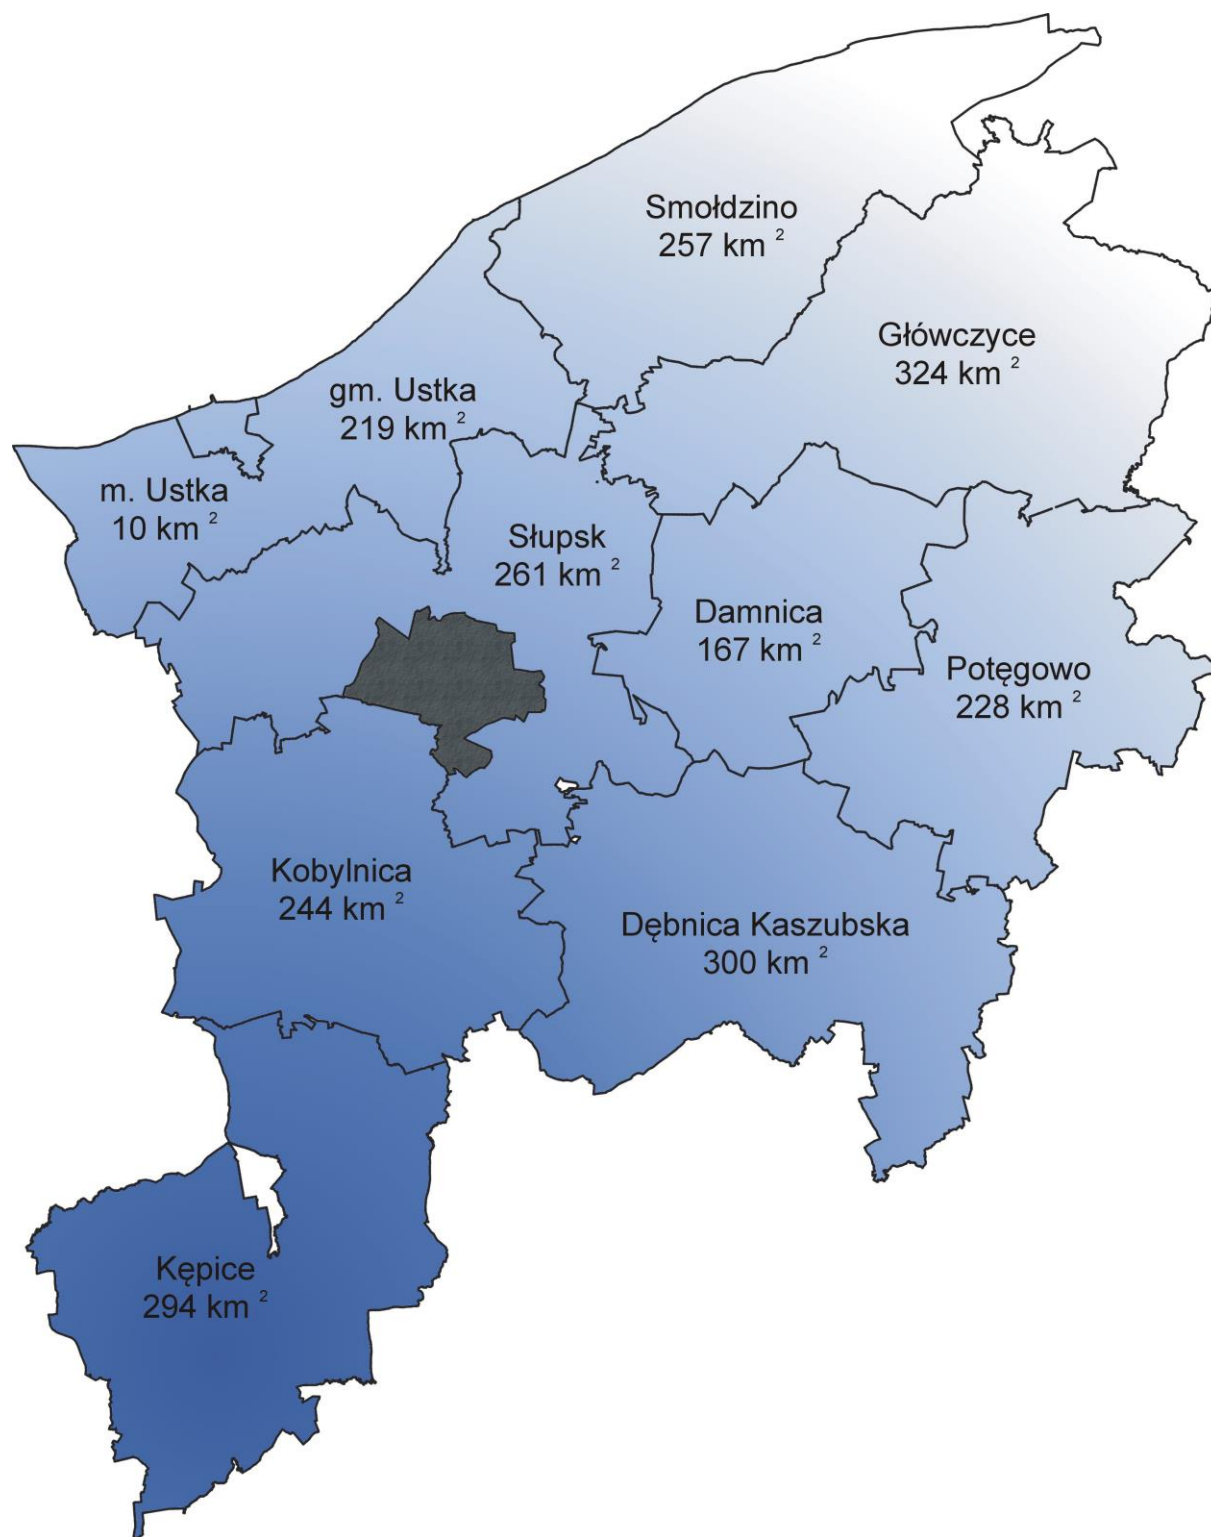 Smołdzino
257 km ²
Główczyce
324 km ²
gm. Ustka
219 km ²
m. Ustka
10 km ²
Słupsk
261 km ²
Damnica
167 km ²
Potęgowo
228 km ²
Kobylnica
244 km ²
Dębnica Kaszubska
300 km ²
Kępice
294 km ²